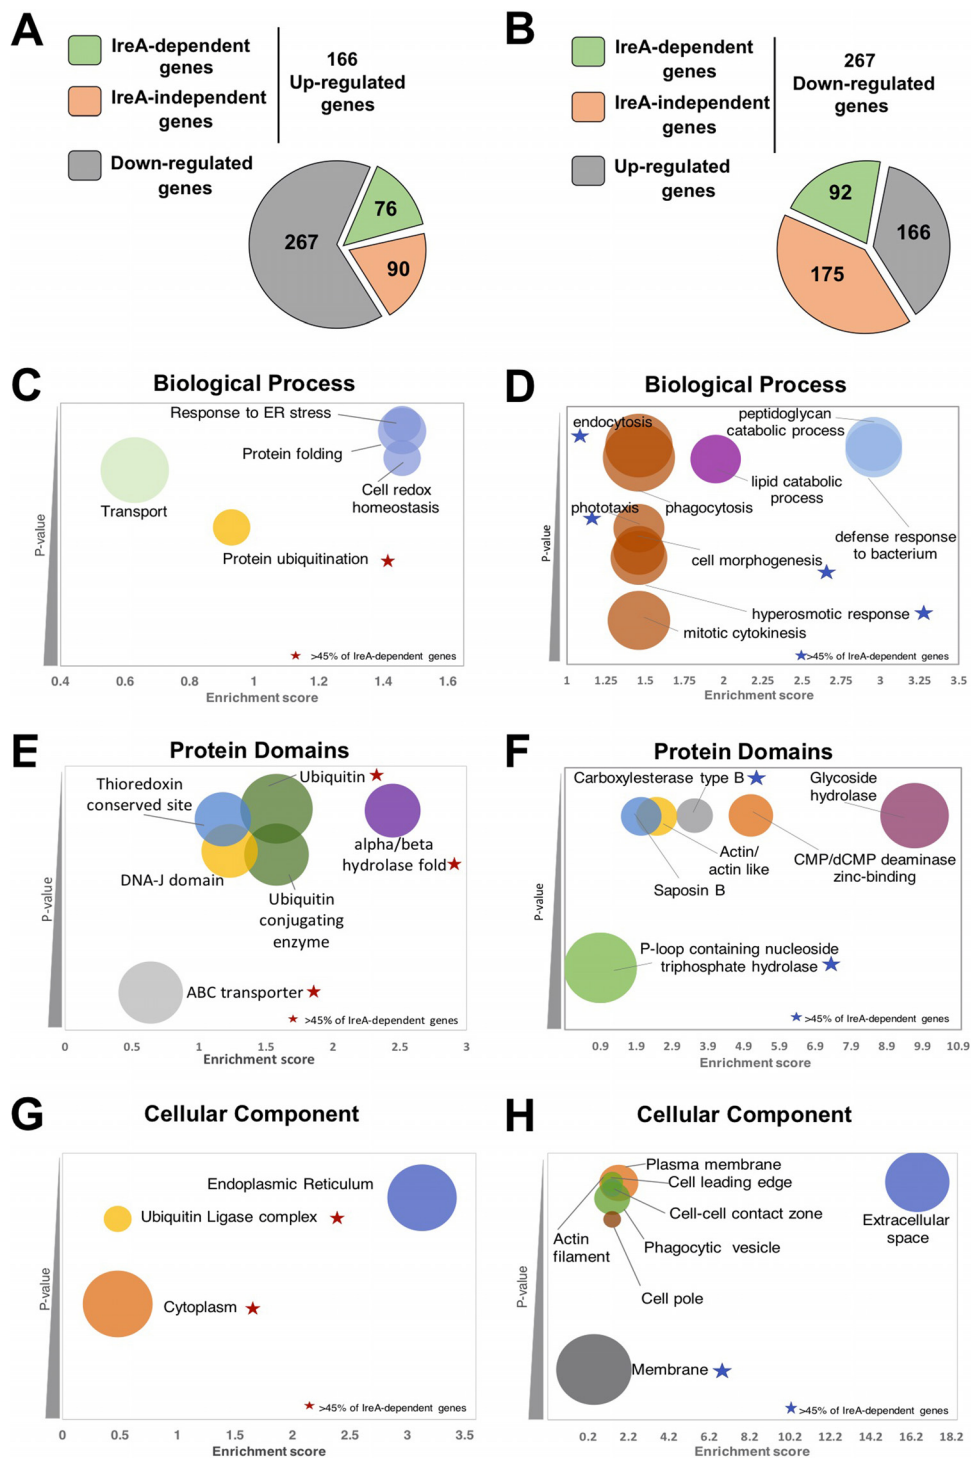 A
IreA-dependent
genes
IreA-independent
genes
Down-regulated
genes
166
Up-regulated
genes
267
76
90
B
IreA-dependent
genes
IreA-independent
genes
Up-regulated
genes
267
Down-regulated
genes
92
166
175
C
Biological Process
Response to ER stress
Protein folding
Cell redox
homeostasis
Transport
Protein ubiquitination
P-value
>45% of IreA-dependent genes
0.4 0.6 0.8 1 1.2 1.4 1.6
Enrichment score
D
Biological Process
endocytosis
peptidoglycan
catabolic process
lipid catabolic
process
phototaxis
phagocytosis
defense response
to bacterium
cell morphogenesis
hyperosmotic response
mitotic cytokinesis
P-value
>45% of IreA-dependent genes
1 1.25 1.5 1.75 2 2.25 2.5 2.75 3 3.25 3.5
Enrichment score
E
Protein Domains
Thioredoxin
conserved site
Ubiquitin
alpha/beta
hydrolase fold
DNA-J domain
Ubiquitin
conjugating
enzyme
ABC transporter
P-value
>45% of IreA-dependent genes
0 0.5 1 1.5 2 2.5 3
Enrichment score
F
Protein Domains
Carboxylesterase type B
Glycoside
hydrolase
Actin/
actin like
CMP/dCMP deaminase
zinc-binding
Saposin B
P-loop containing nucleoside
triphosphate hydrolase
P-value
>45% of IreA-dependent genes
0.9 1.9 2.9 3.9 4.9 5.9 6.9 7.9 8.9 9.9 10.9
Enrichment score
G
Cellular Component
Endoplasmic Reticulum
Ubiquitin Ligase complex
Cytoplasm
P-value
>45% of IreA-dependent genes
0 0.5 1 1.5 2 2.5 3 3.5
Enrichment score
H
Cellular Component
Plasma membrane
Cell leading edge
Cell-cell contact zone
Extracellular
space
Actin
filament
Phagocytic vesicle
Cell pole
Membrane
P-value
>45% of IreA-dependent genes
0.2 2.2 4.2 6.2 8.2 10.2 12.2 14.2 16.2 18.2
Enrichment score